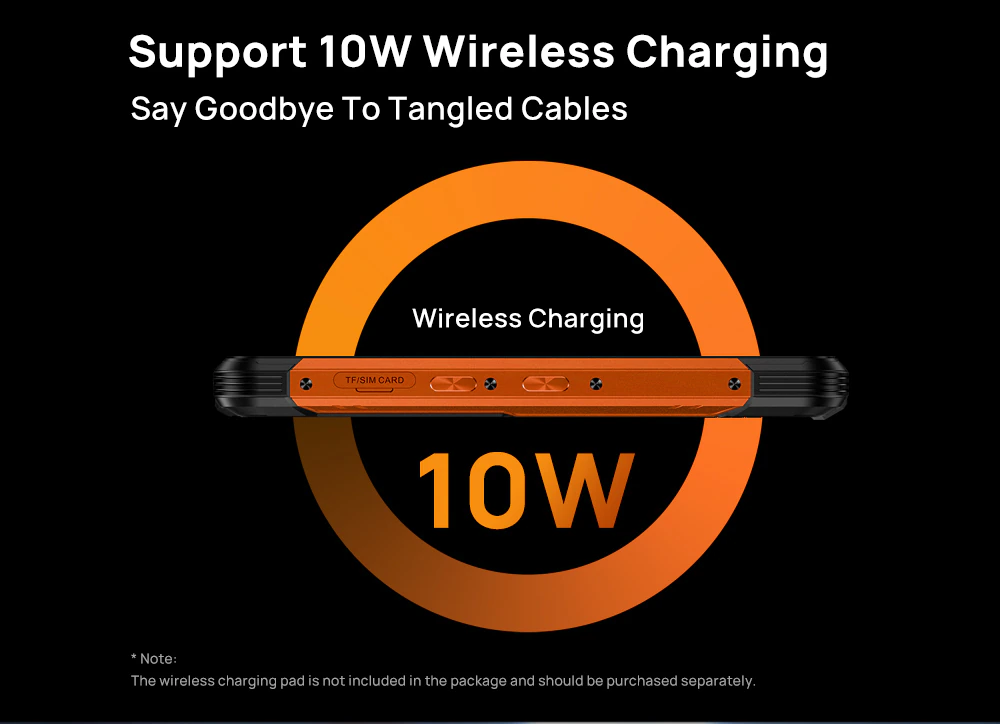 Support 10W Wireless Charging
Say Goodbye To Tangled Cables
Wireless Charging
TF/SIM CARD
10W
* Note:
The wireless charging pad is not included in the package and should be purchased separately.